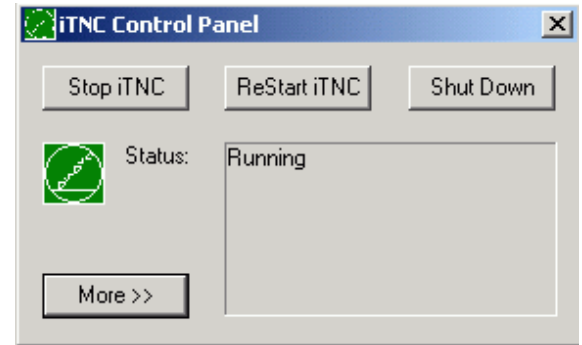 iTNC Control Panel
Stop iTNC ReStart iTNC Shut Down
Status: Running
More >>